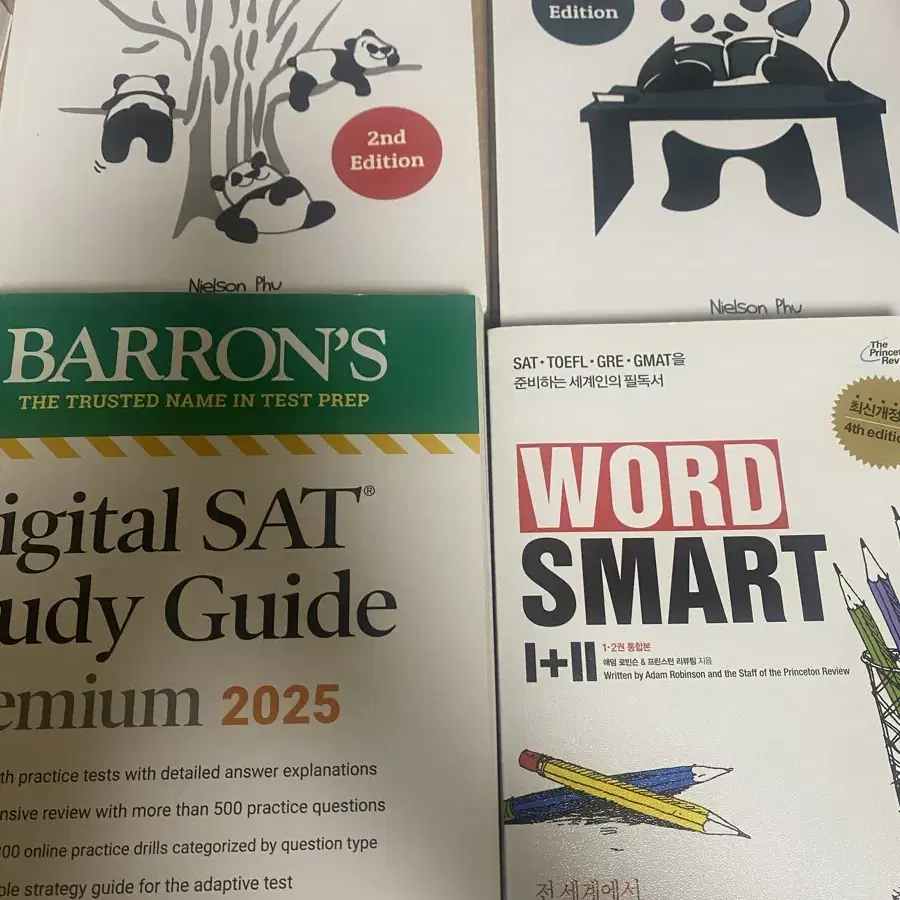 2nd
Edition
Nielson Phu
Edition
Nielson Phu
BARRON'S
THE TRUSTED NAME IN TEST PREP
igital SAT®
udy Guide
emium 2025
th practice tests with detailed answer explanations
nsive review with more than 500 practice questions
00 online practice drills categorized by question type
ble strategy guide for the adaptive test
SAT·TOEFL·GRE·GMAT을
준비하는 세계인의 필독서
The
Princet
Rev
최신개정
4th editio
WORD
SMART
I+II
1·2권 통합본
애덤 로빈슨 & 프린스턴 리뷰팀 지음
Written by Adam Robinson and the Staff of the Princeton Review
전 세계에서